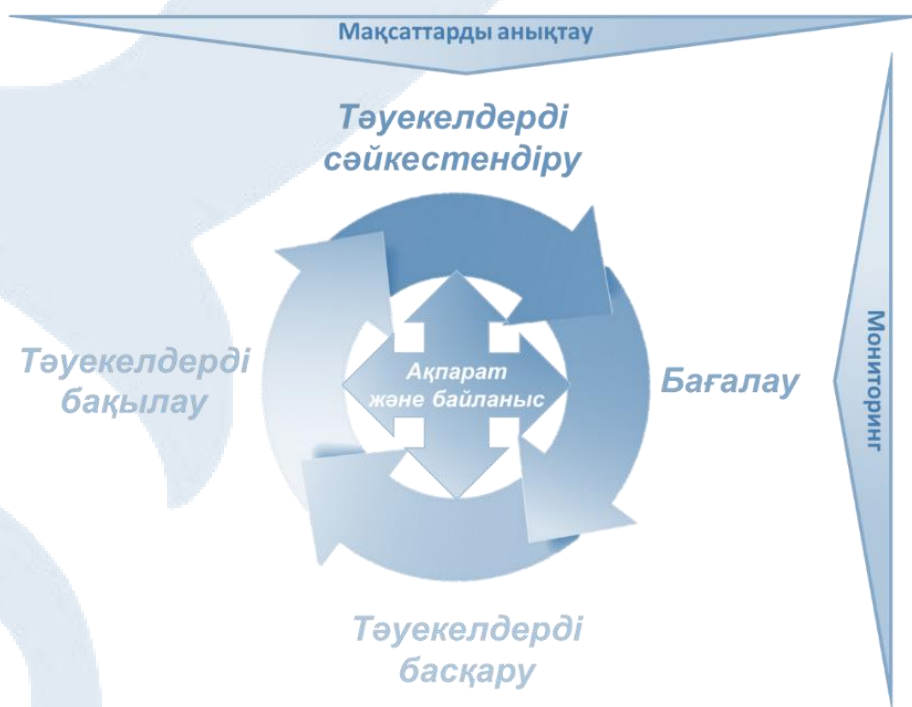 Мақсаттарды анықтау
Тәуекелдерді
сәйкестендіру
Тәуекелдерді
бақылау
Ақпарат
және байланыс
Бағалау
Мониторинг
Тәуекелдерді
басқару